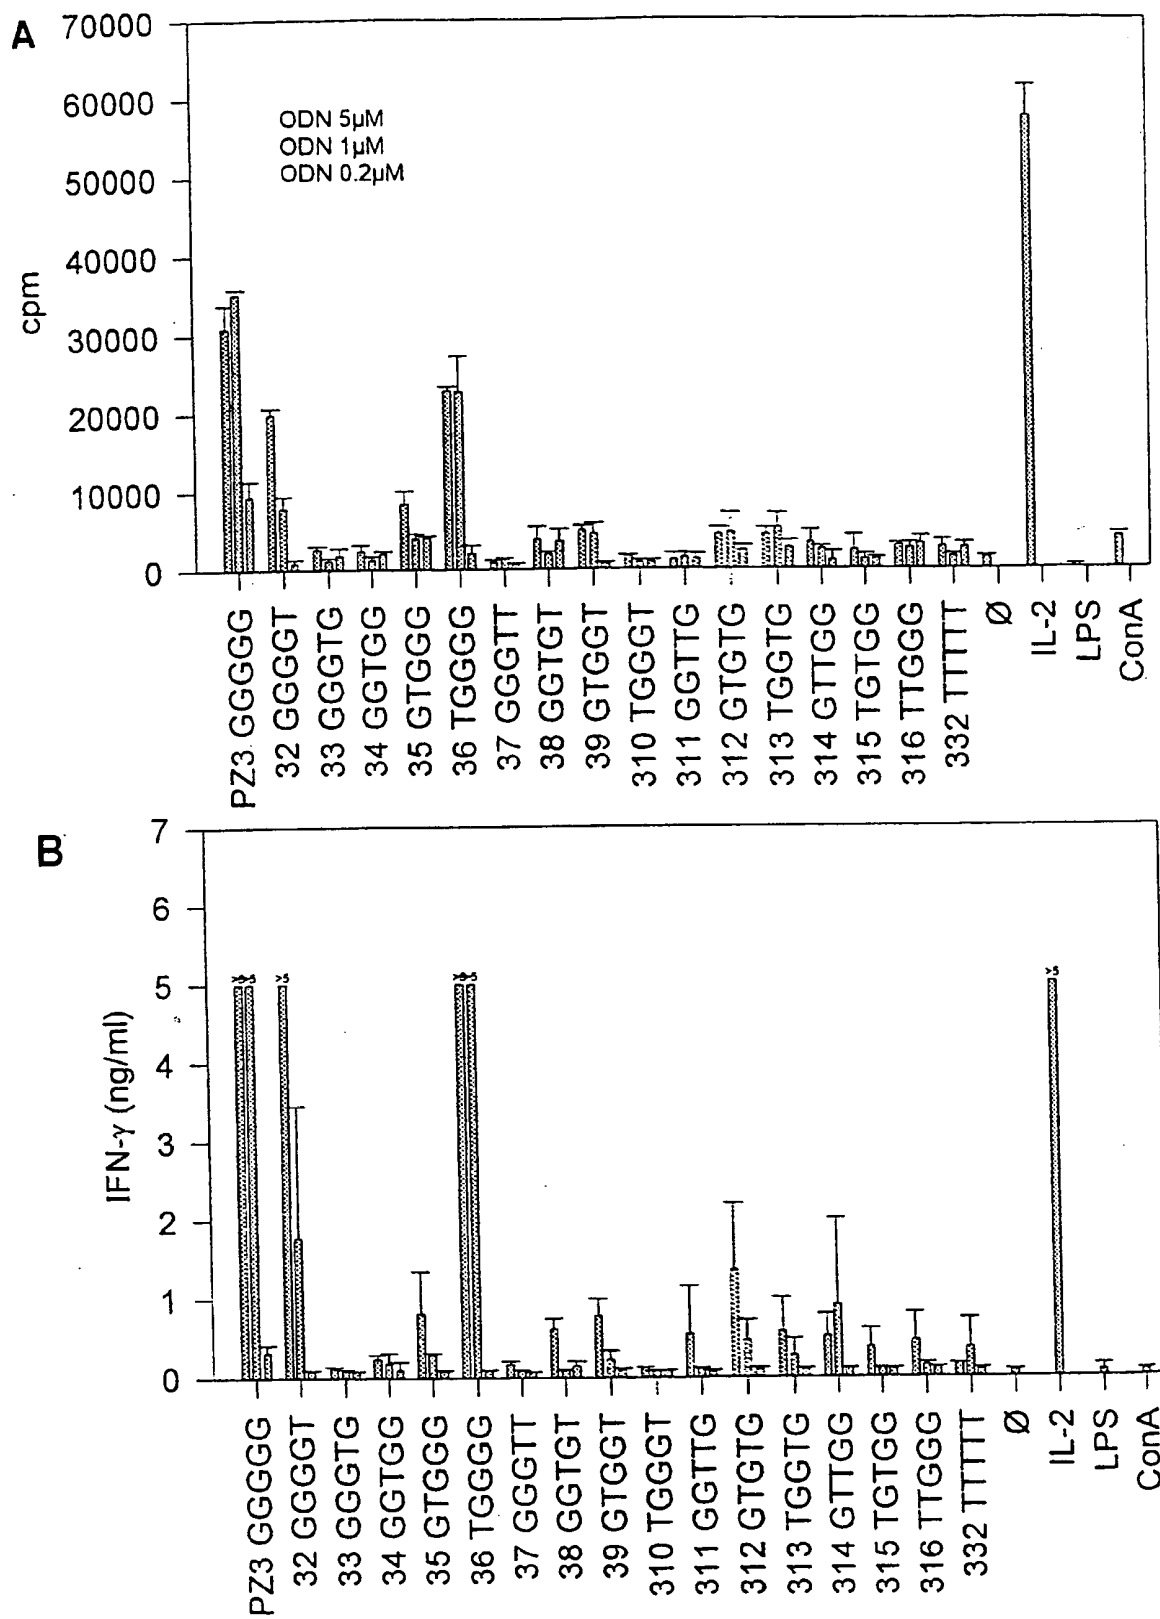 A
70000
60000
50000
40000
30000
20000
10000
0
cpm
ODN 5µM
ODN 1µM
ODN 0.2µM
PZ3 GGGGG
32 GGGGT
33 GGGTG
34 GGTGG
35 GTGGG
36 TGGGG
37 GGGTT
38 GGTGT
39 GTGGT
310 TGGGT
311 GGTTG
312 GTGTG
313 TGGTG
314 GTTGG
315 TGTGG
316 TTGGG
332 TTTTT
Ø
IL-2
LPS
ConA
B
7
6
5
4
3
2
1
0
IFN-γ (ng/ml)
>5
>5
>5
>5
PZ3 GGGGG
32 GGGGT
33 GGGTG
34 GGTGG
35 GTGGG
36 TGGGG
37 GGGTT
38 GGTGT
39 GTGGT
310 TGGGT
311 GGTTG
312 GTGTG
313 TGGTG
314 GTTGG
315 TGTGG
316 TTGGG
332 TTTTT
Ø
IL-2
LPS
ConA